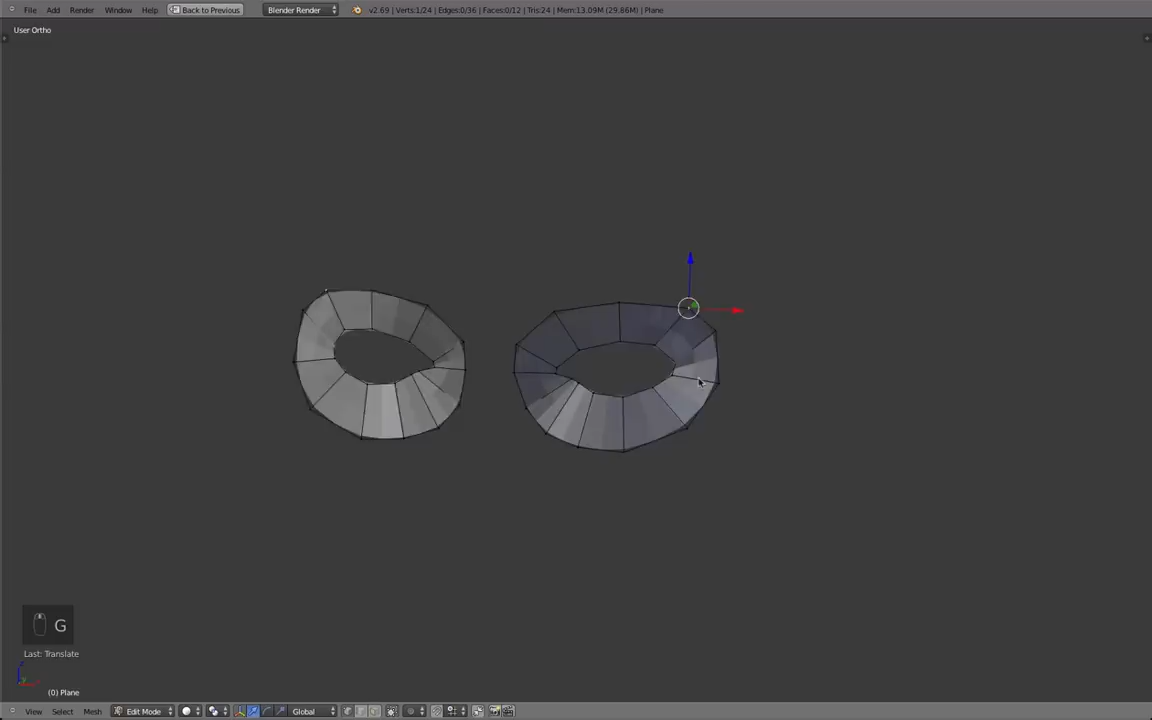 File Add Render Window Help Back to Previous Blender Render v2.69 | Verts:1/24 | Edges:0/36 | Faces:0/12 | Tris:24 | Mem:13.09M (29.86M) | Plane
User Ortho
G
Last: Translate
(0) Plane
View Select Mesh Edit Mode Global